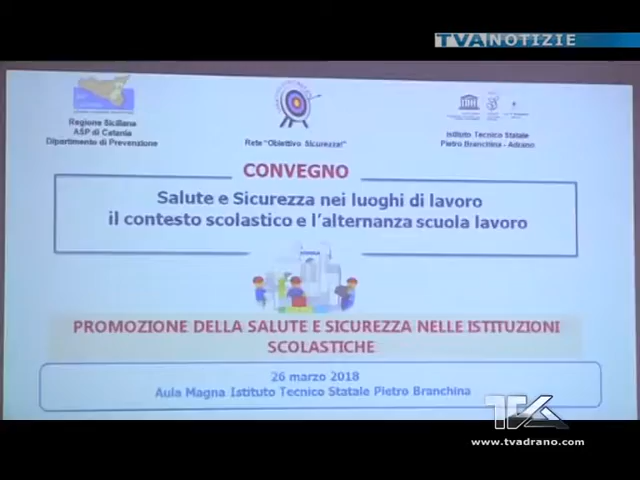 TVANOTIZIE
Regione Siciliana
ASP di Catania
Dipartimento di Prevenzione
Rete "Obiettivo Sicurezza!"
Istituto Tecnico Statale
Pietro Branchina - Adrano
CONVEGNO
Salute e Sicurezza nei luoghi di lavoro
il contesto scolastico e l'alternanza scuola lavoro
PROMOZIONE DELLA SALUTE E SICUREZZA NELLE ISTITUZIONI
SCOLASTICHE
26 marzo 2018
Aula Magna Istituto Tecnico Statale Pietro Branchina
TVA
www.tvadrano.com